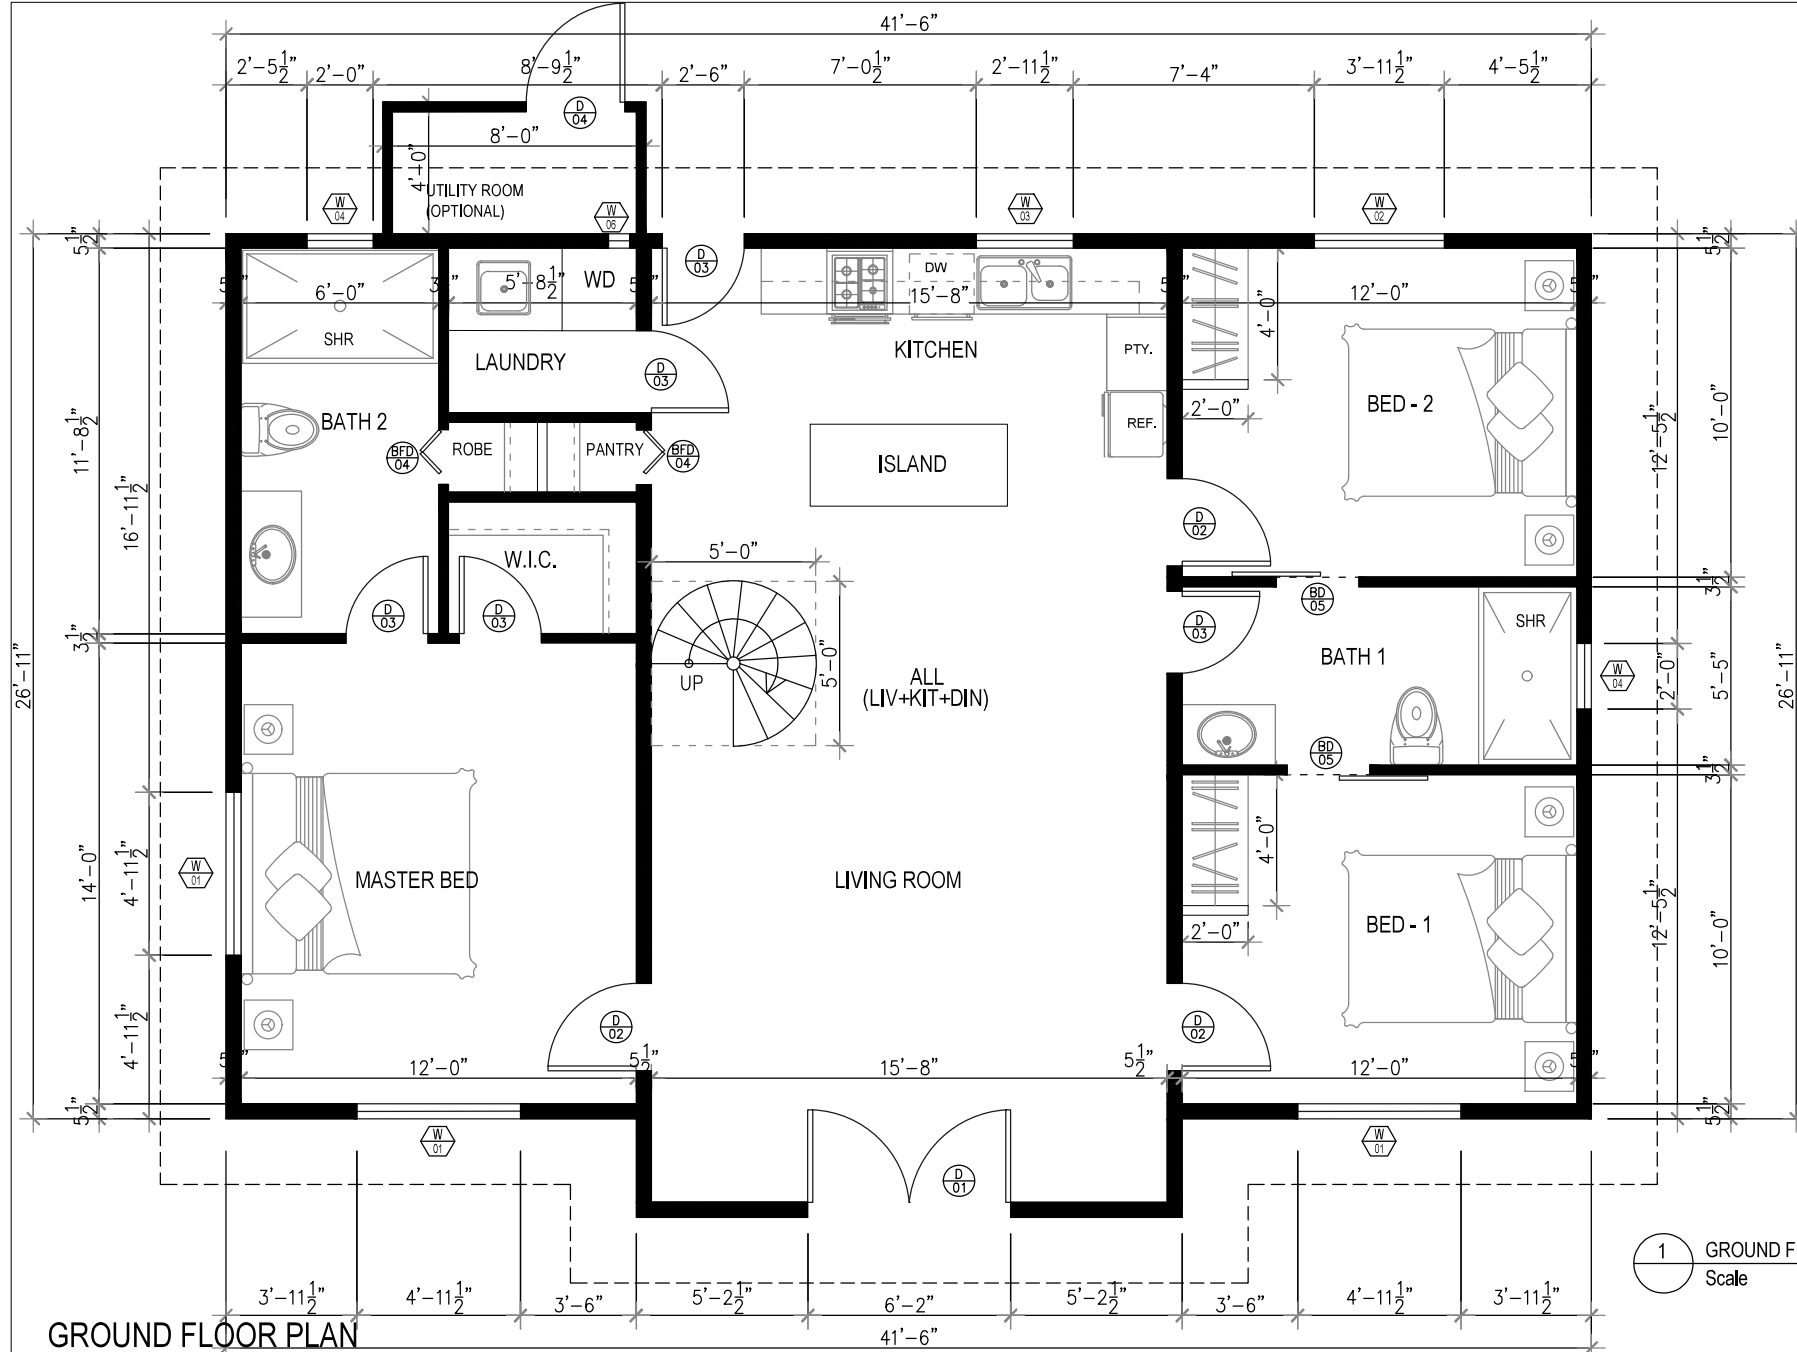 41'-6"
2'-5½" 2'-0" 8'-9½" 2'-6" 7'-0½" 2'-11½" 7'-4" 3'-11½" 4'-5½"
D
04
8'-0"
4'-0"
UTILITY ROOM
(OPTIONAL)
W
04
W
06
W
03
W
02
5½"
5½"
D
03
DW
WD
6'-0" 5'-8½" 15'-8" 12'-0"
4'-0"
SHR
LAUNDRY
KITCHEN
PTY.
D
03
2'-0"
BED - 2
REF.
BATH 2
ROBE
PANTRY
BFD
04
BFD
04
ISLAND
11'-8½"
16'-11½"
12'-5½"
10'-0"
D
02
W.I.C.
5'-0"
D
03
D
03
3½"
3½"
BD
05
D
03
SHR
BATH 1
26'-11"
UP
5'-0"
ALL
(LIV+KIT+DIN)
W
04
2'-0"
5'-5"
26'-11"
BD
05
3½"
4'-0"
W
01
14'-0"
4'-11½"
MASTER BED
LIVING ROOM
2'-0"
BED - 1
12'-5½"
10'-0"
4'-11½"
D
02
D
02
12'-0" 5½" 15'-8" 5½" 12'-0"
5½"
5½"
W
01
W
01
D
01
1
GROUND F
Scale
3'-11½" 4'-11½" 3'-6" 5'-2½" 6'-2" 5'-2½" 3'-6" 4'-11½" 3'-11½"
GROUND FLOOR PLAN
41'-6"